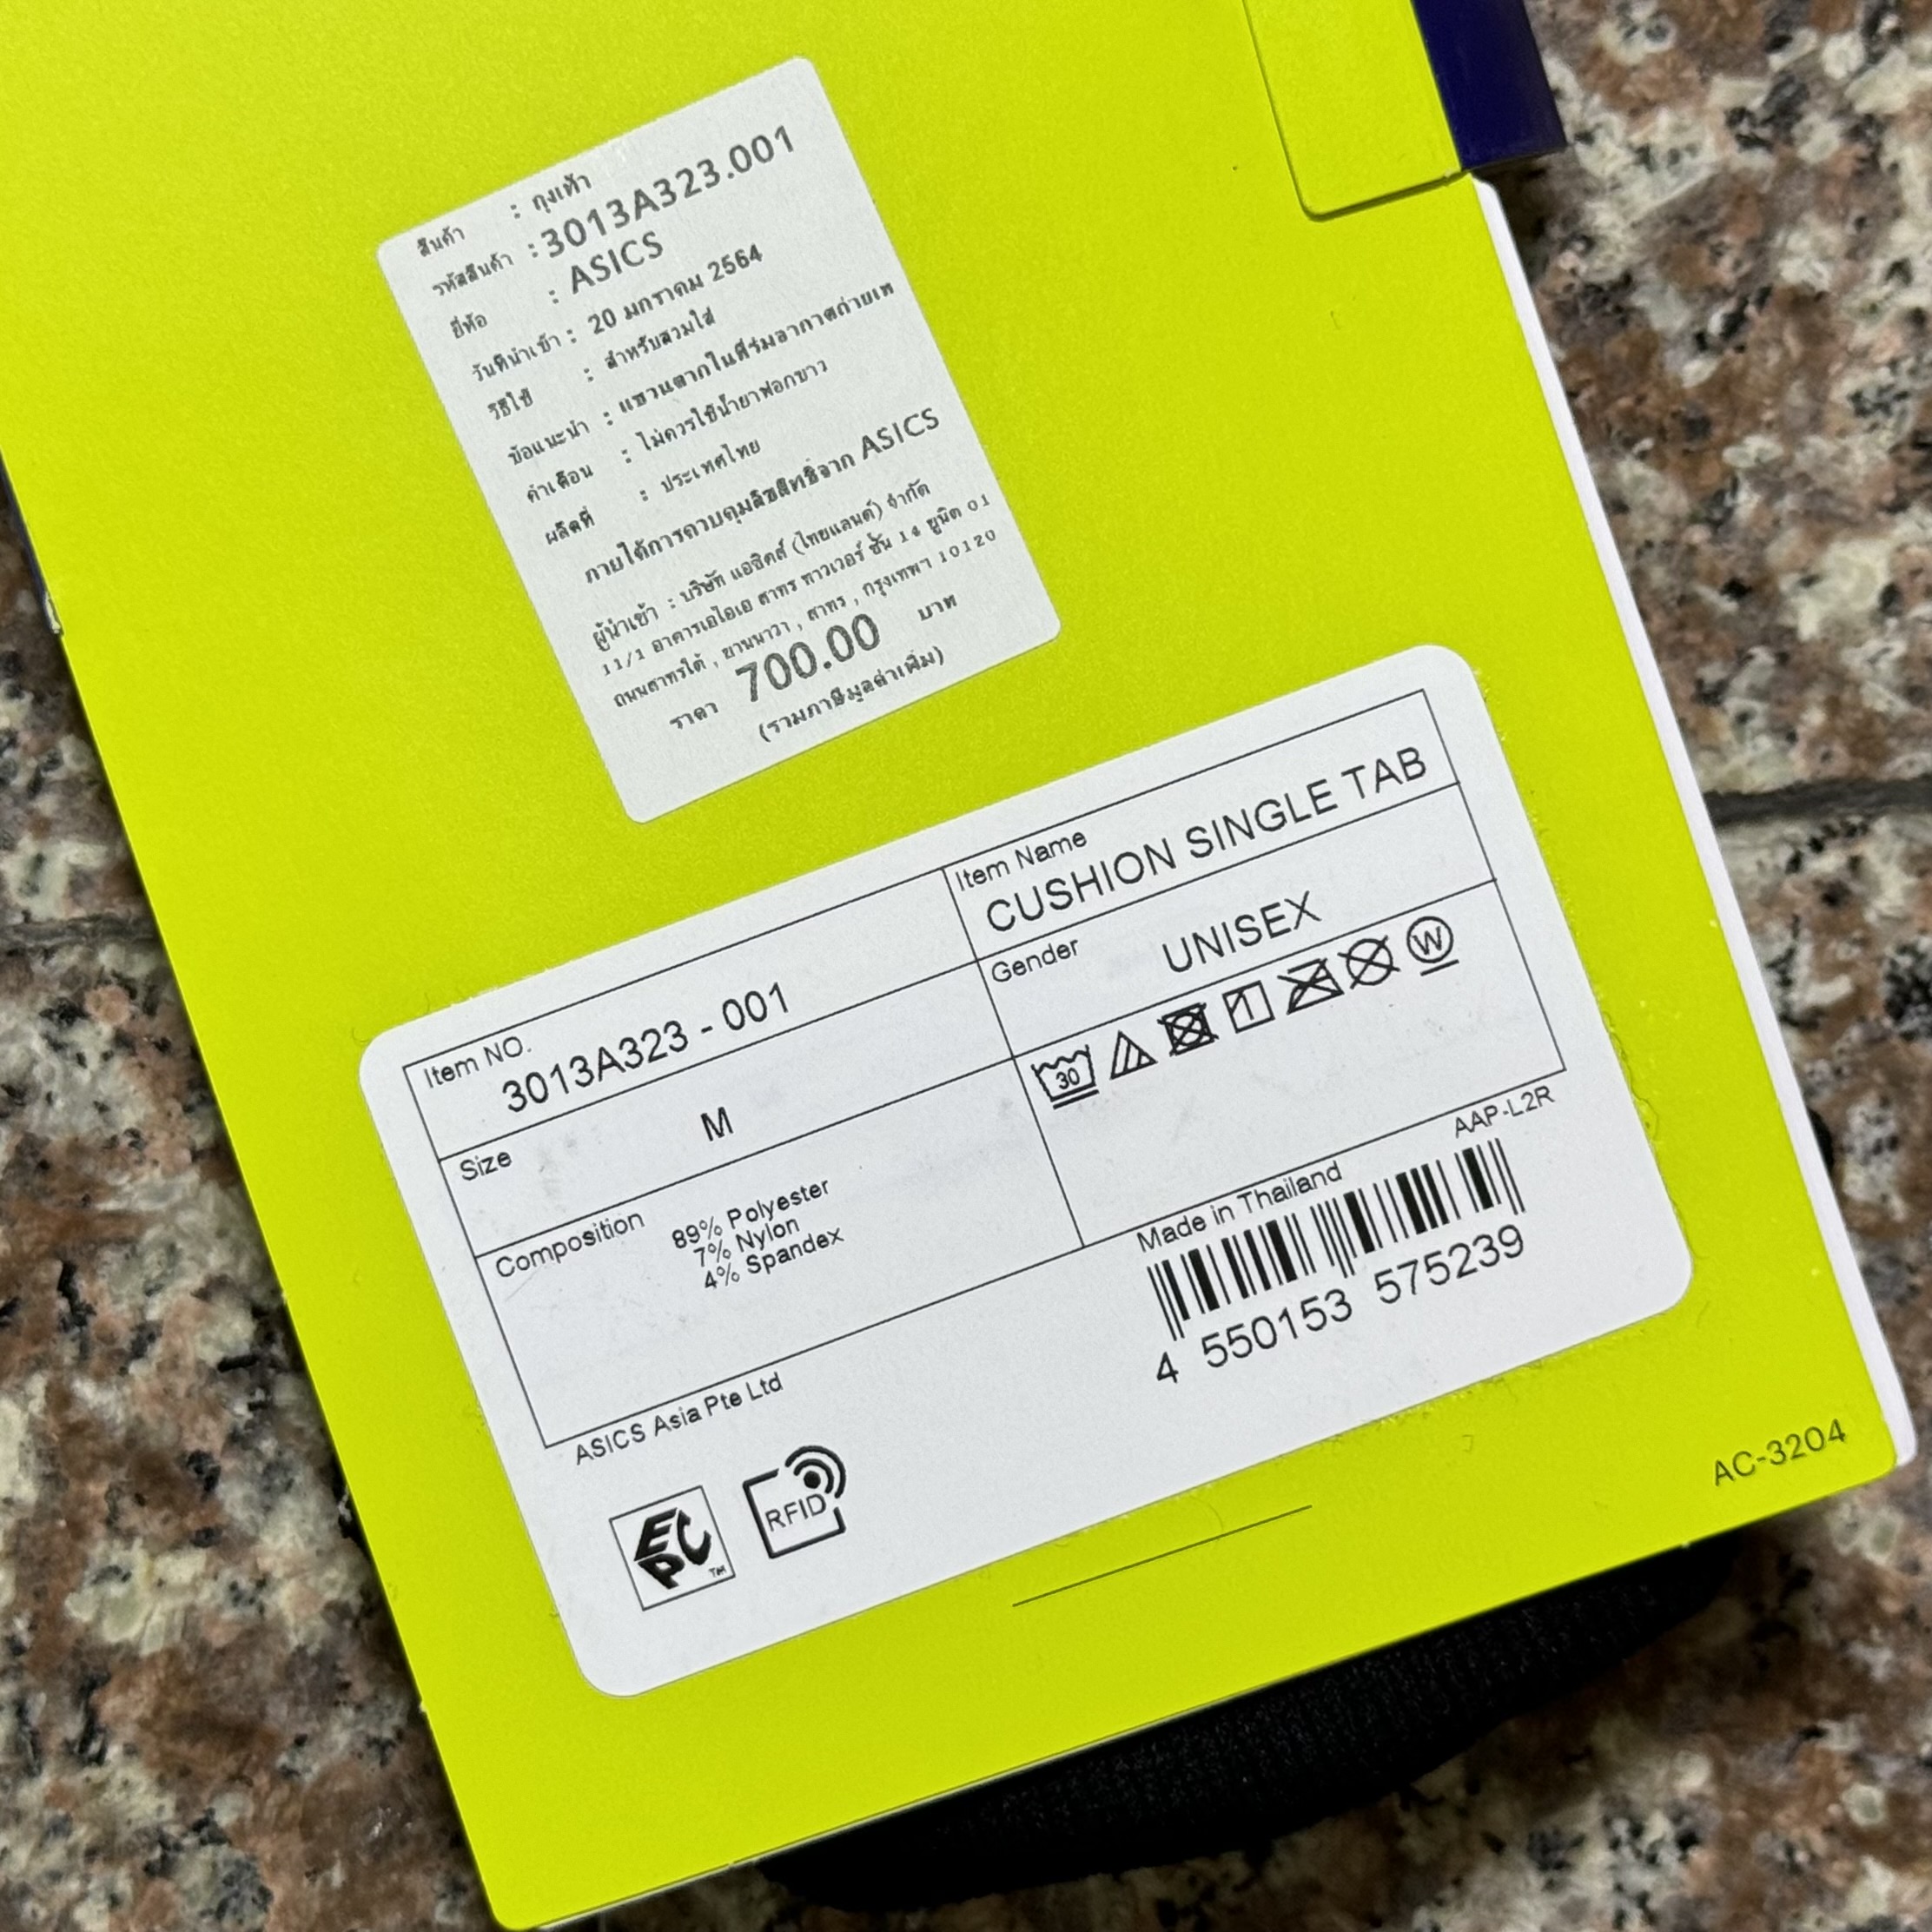 สินค้า : ถุงเท้า
รหัสสินค้า : 3013A323.001
ยี่ห้อ : ASICS
วันที่นำเข้า : 20 มกราคม 2564
วิธีใช้ : สำหรับสวมใส่
ข้อแนะนำ : แขวนตากในที่ร่มอากาศถ่ายเท
คำเตือน : ไม่ควรใช้น้ำยาฟอกขาว
ผลิตที่ : ประเทศไทย
ภายใต้การควบคุมลิขสิทธิ์จาก ASICS
ผู้นำเข้า : บริษัท แอซิคส์ (ไทยแลนด์) จำกัด
11/1 อาคารเอไอเอ สาทร ทาวเวอร์ ชั้น 14 ยูนิต 01
ถนนสาทรใต้ , ยานนาวา , สาทร , กรุงเทพฯ 10120
ราคา 700.00 บาท
(รวมภาษีมูลค่าเพิ่ม)
Item NO.
3013A323 - 001
Item Name
CUSHION SINGLE TAB
Size M
Gender UNISEX
Composition 89% Polyester
7% Nylon
4% Spandex
30
W
AAP-L2R
Made in Thailand
4 550153 575239
ASICS Asia Pte Ltd
EPC™
RFID
AC-3204